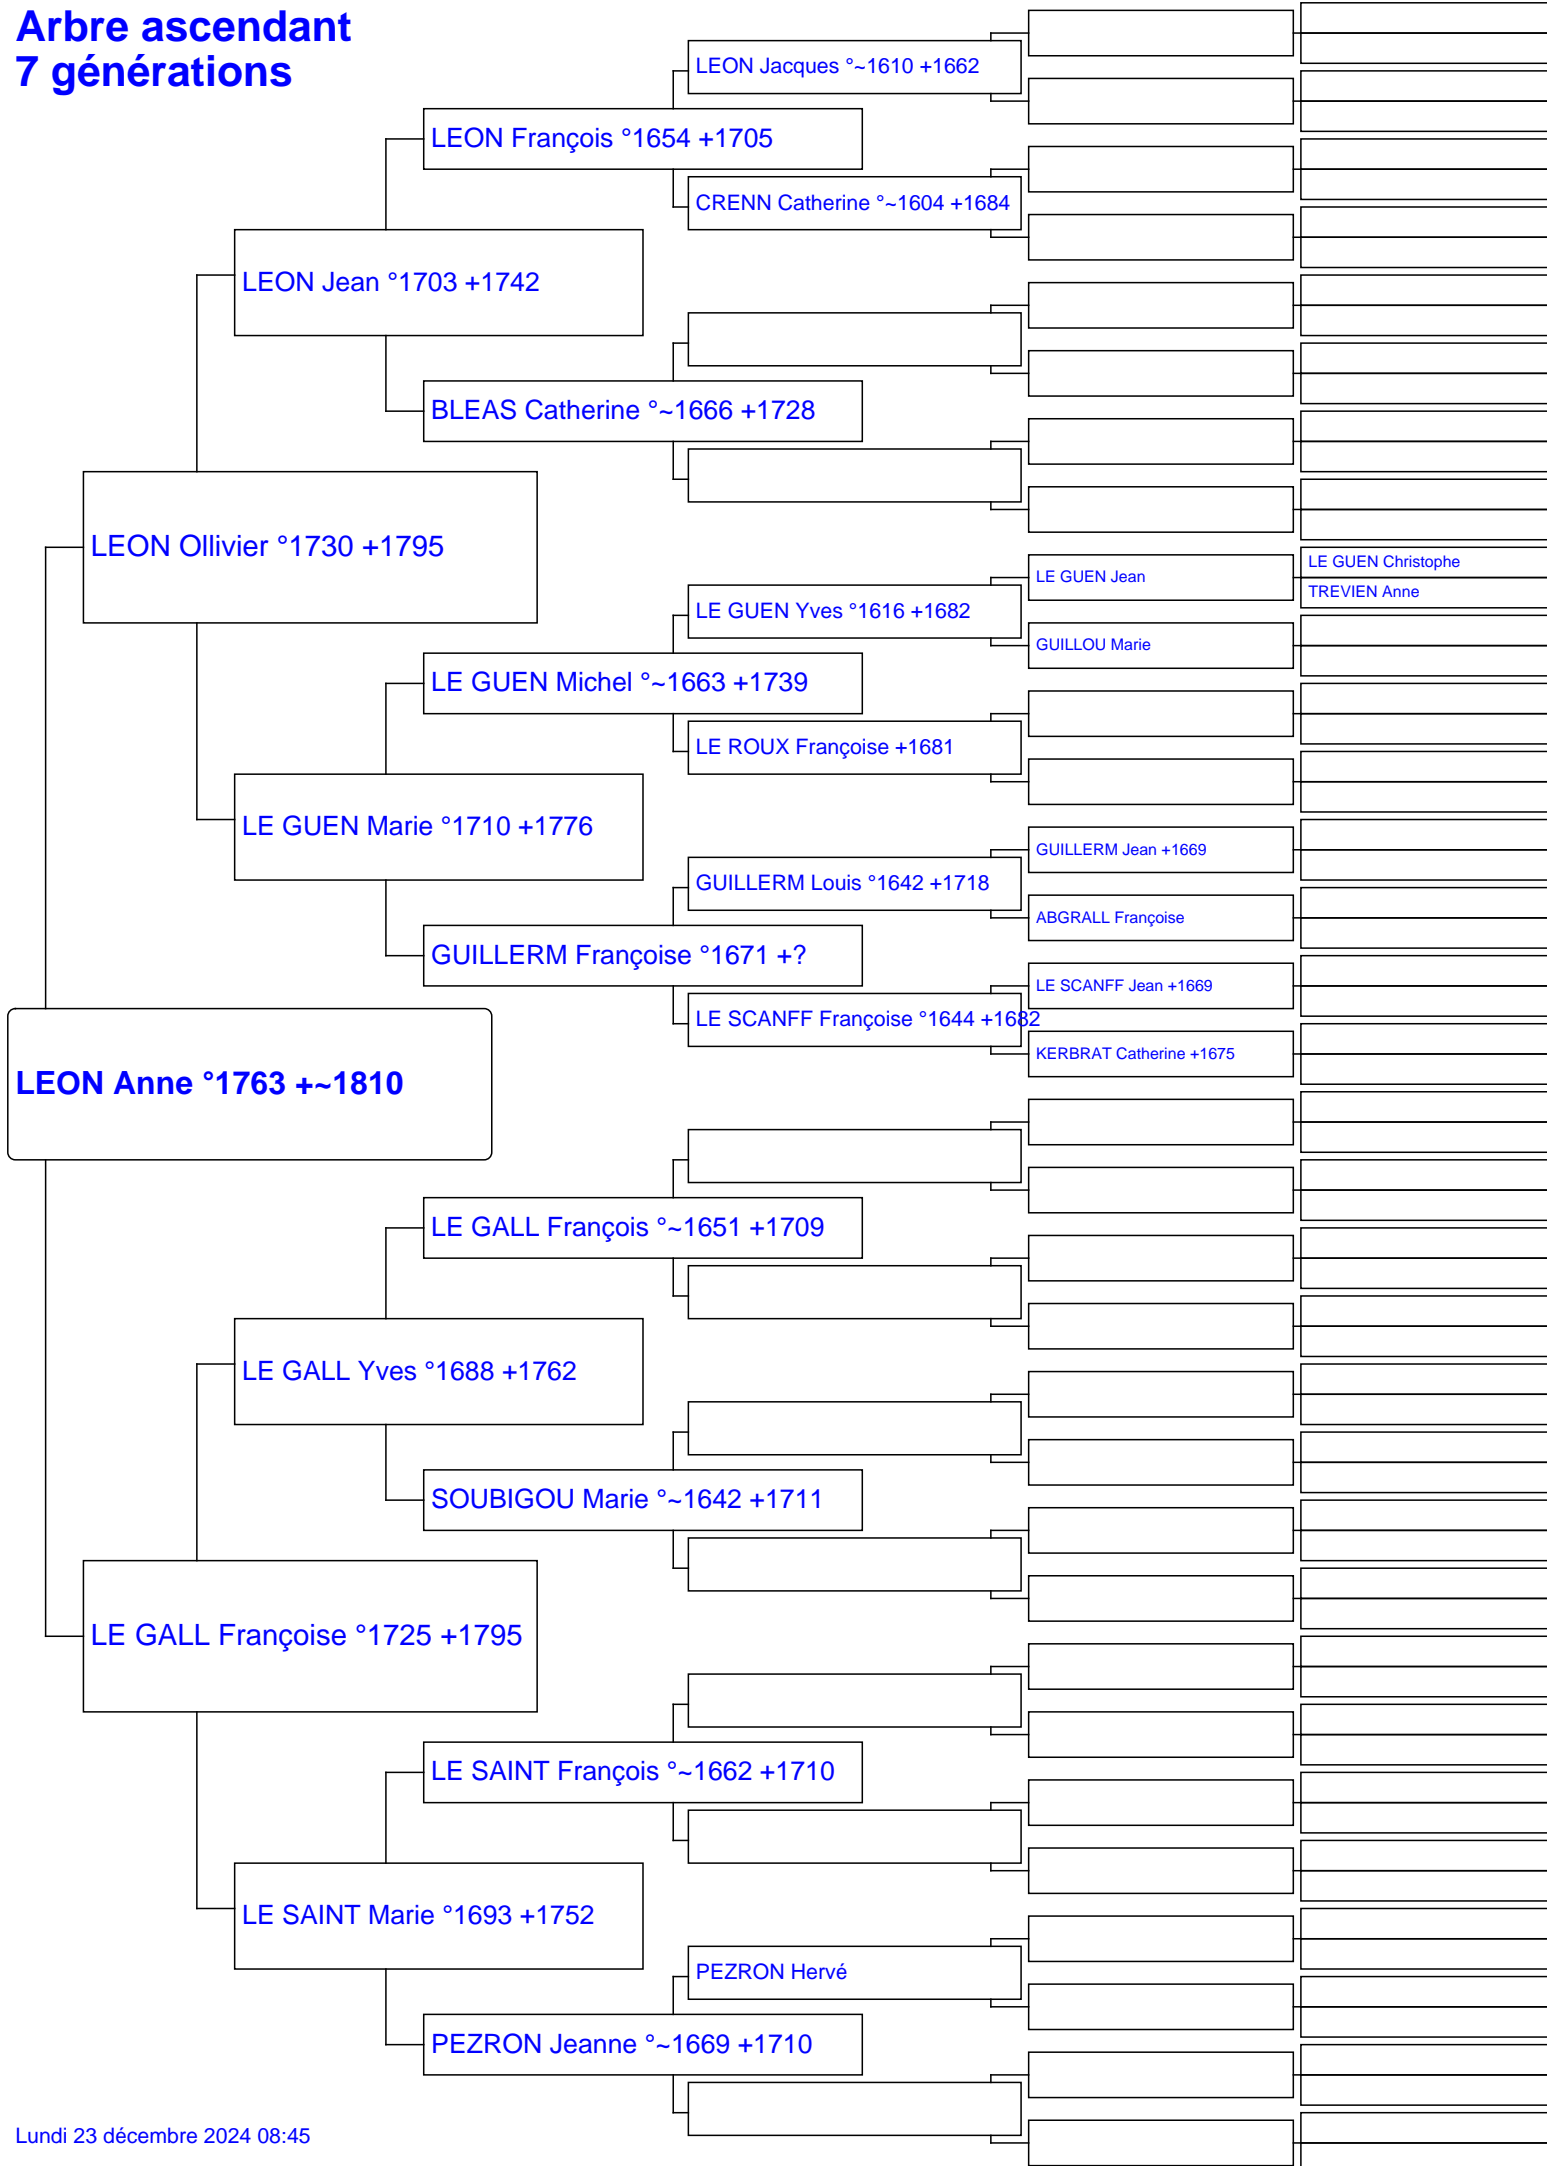 Arbre ascendant
7 générations
LEON Jacques °~1610 +1662
LEON François °1654 +1705
CRENN Catherine °~1604 +1684
LEON Jean °1703 +1742
BLEAS Catherine °~1666 +1728
LEON Ollivier °1730 +1795
LE GUEN Christophe
LE GUEN Jean
TREVIEN Anne
LE GUEN Yves °1616 +1682
GUILLOU Marie
LE GUEN Michel °~1663 +1739
LE ROUX Françoise +1681
LE GUEN Marie °1710 +1776
GUILLERM Jean +1669
GUILLERM Louis °1642 +1718
ABGRALL Françoise
GUILLERM Françoise °1671 +?
LE SCANFF Jean +1669
LE SCANFF Françoise °1644 +1682
KERBRAT Catherine +1675
LEON Anne °1763 +~1810
LE GALL François °~1651 +1709
LE GALL Yves °1688 +1762
SOUBIGOU Marie °~1642 +1711
LE GALL Françoise °1725 +1795
LE SAINT François °~1662 +1710
LE SAINT Marie °1693 +1752
PEZRON Hervé
PEZRON Jeanne °~1669 +1710
Lundi 23 décembre 2024 08:45